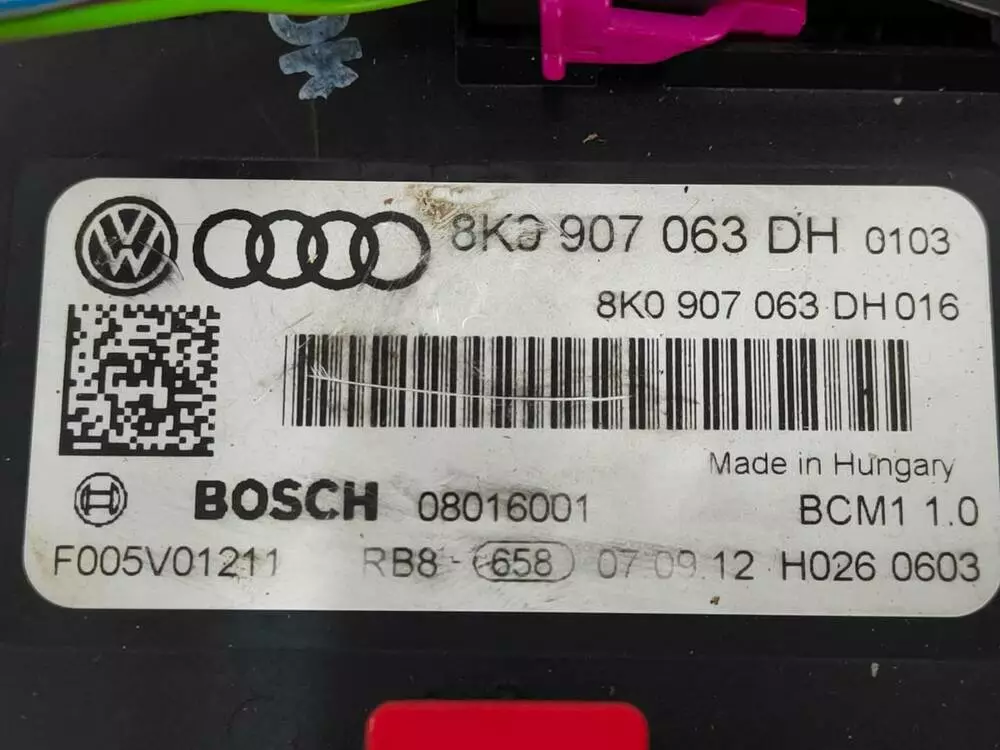 8K0 907 063 DH 0103
8K0 907 063 DH 016
Made in Hungary
BOSCH 08016001 BCM1 1.0
F005V01211 RB8 - 658 07 09 12 H026 0603